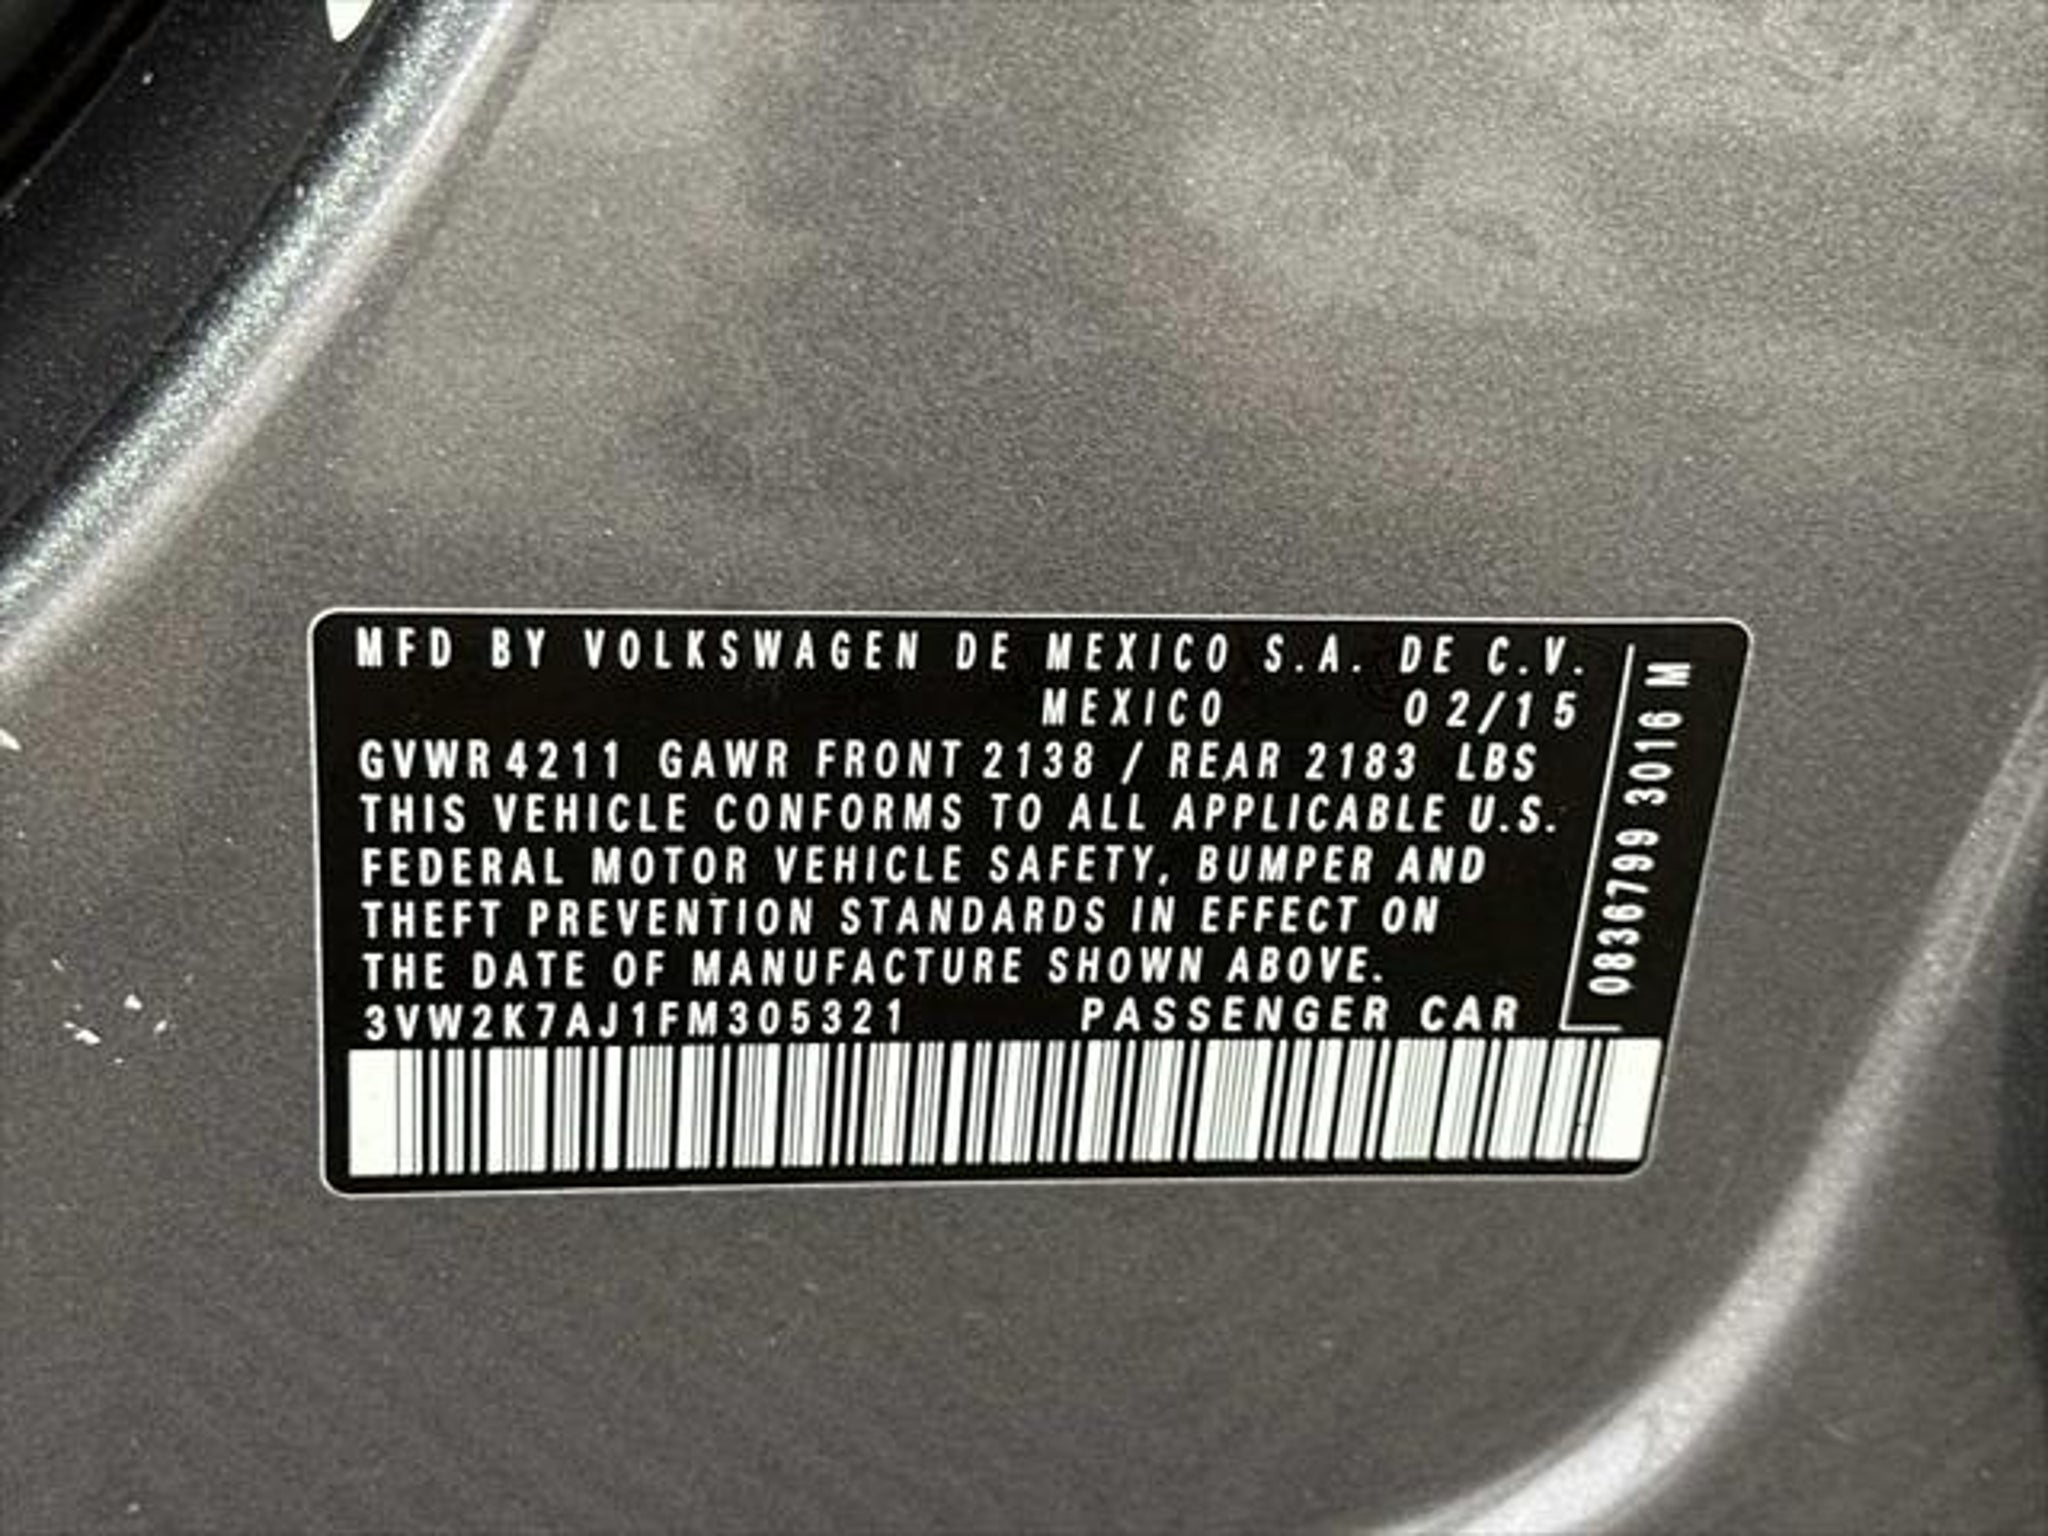 MFD BY VOLKSWAGEN DE MEXICO S.A. DE C.V.
MEXICO 02/15
GVWR 4211 GAWR FRONT 2138 / REAR 2183 LBS
THIS VEHICLE CONFORMS TO ALL APPLICABLE U.S.
FEDERAL MOTOR VEHICLE SAFETY, BUMPER AND
THEFT PREVENTION STANDARDS IN EFFECT ON
THE DATE OF MANUFACTURE SHOWN ABOVE.
3VW2K7AJ1FM305321 PASSENGER CAR
0836799 3016 M